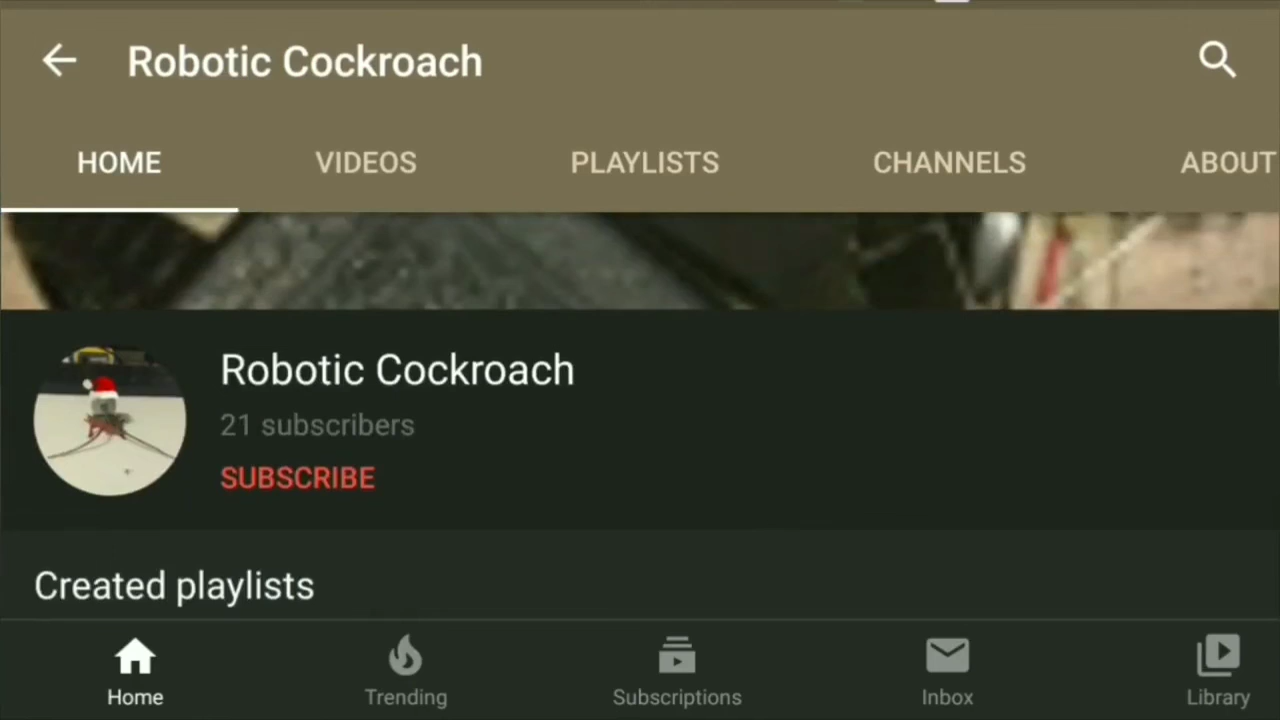 Robotic Cockroach
HOME VIDEOS PLAYLISTS CHANNELS ABOUT
Robotic Cockroach
21 subscribers
SUBSCRIBE
Created playlists
Home Trending Subscriptions Inbox Library